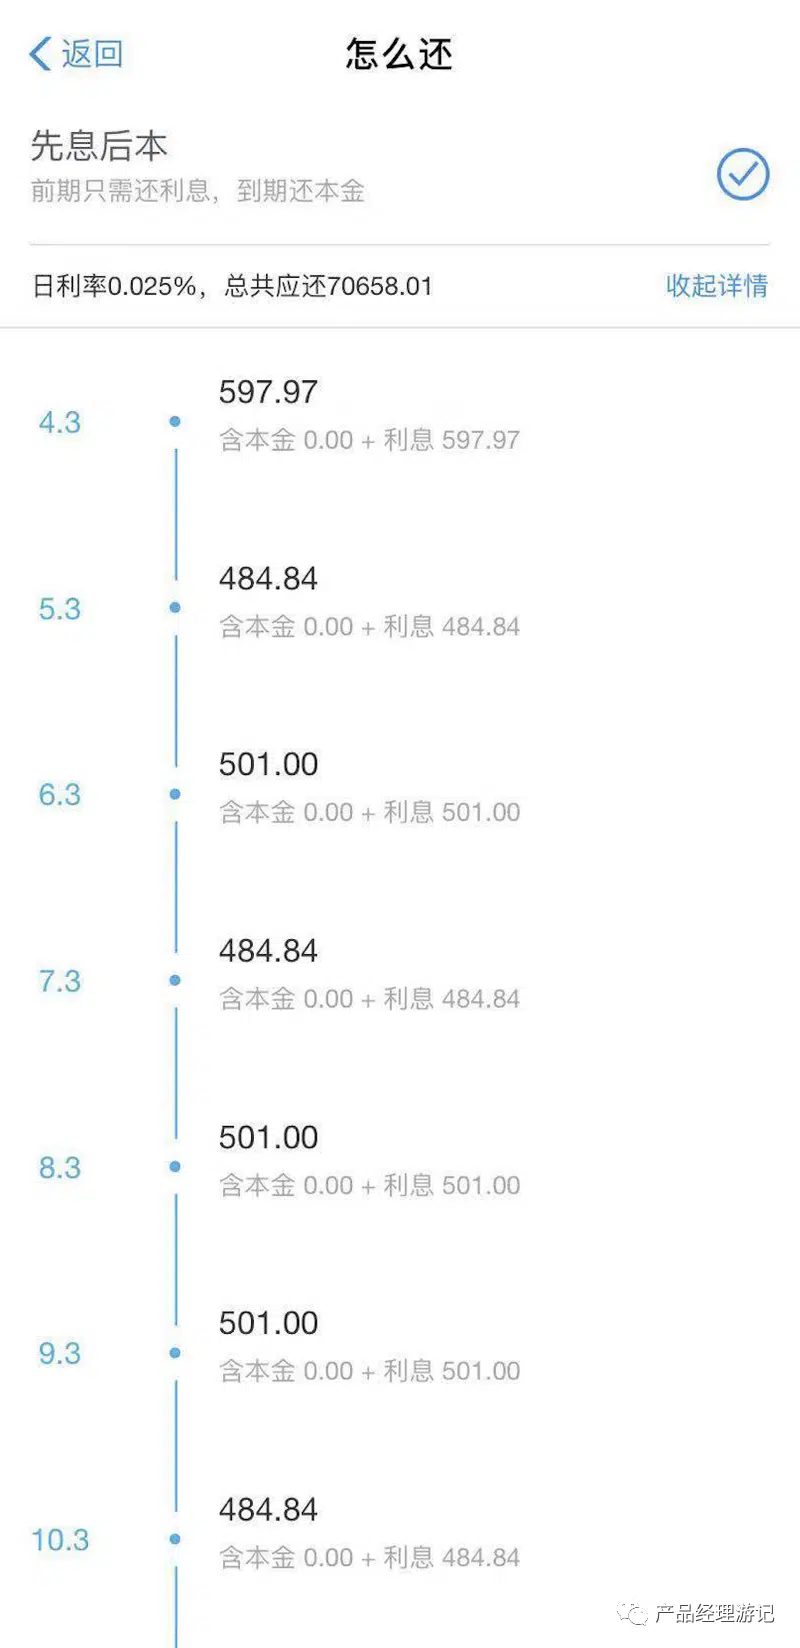 返回
怎么还
先息后本
前期只需还利息，到期还本金
日利率0.025%，总共应还70658.01
收起详情
597.97
4.3
含本金 0.00 + 利息 597.97
484.84
5.3
含本金 0.00 + 利息 484.84
501.00
6.3
含本金 0.00 + 利息 501.00
484.84
7.3
含本金 0.00 + 利息 484.84
501.00
8.3
含本金 0.00 + 利息 501.00
501.00
9.3
含本金 0.00 + 利息 501.00
484.84
10.3
含本金 0.00 + 利息 484.84
产品经理游记